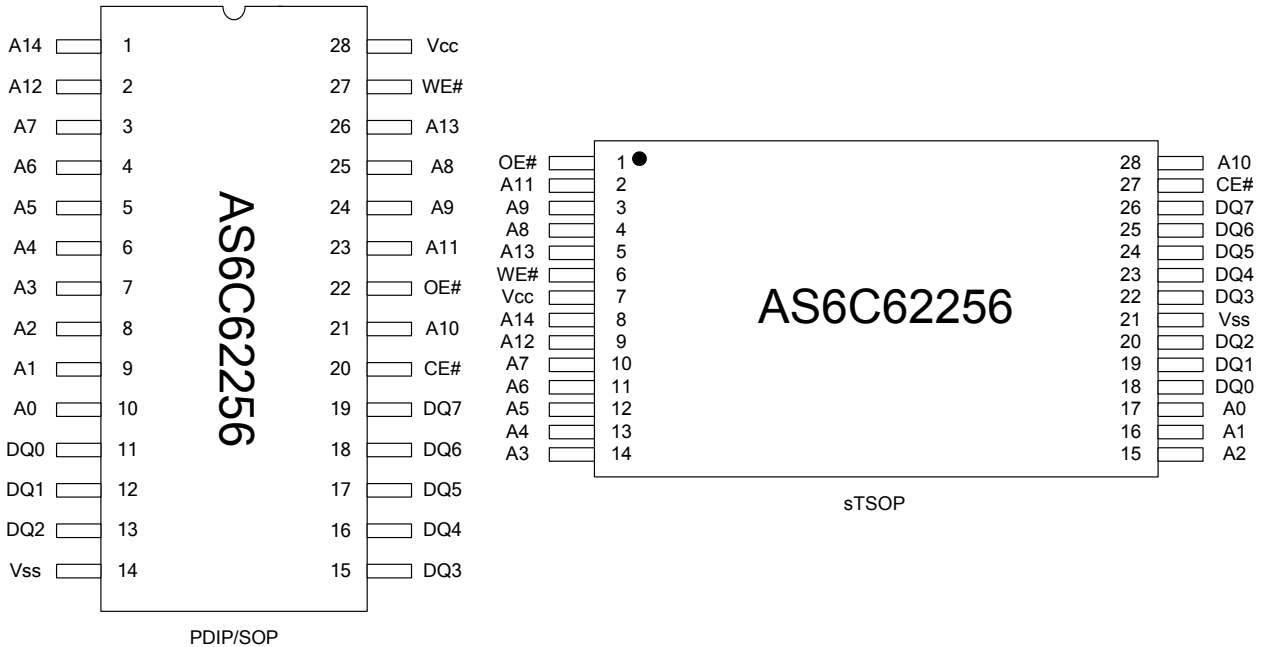 A14 1 28 Vcc
A12 2 27 WE#
A7 3 26 A13
A6 4 25 A8
A5 5 24 A9
A4 6 23 A11
A3 7 22 OE#
A2 8 21 A10
A1 9 20 CE#
A0 10 19 DQ7
DQ0 11 18 DQ6
DQ1 12 17 DQ5
DQ2 13 16 DQ4
Vss 14 15 DQ3
AS6C62256
PDIP/SOP
OE# 1 28 A10
A11 2 27 CE#
A9 3 26 DQ7
A8 4 25 DQ6
A13 5 24 DQ5
WE# 6 23 DQ4
Vcc 7 22 DQ3
A14 8 21 Vss
A12 9 20 DQ2
A7 10 19 DQ1
A6 11 18 DQ0
A5 12 17 A0
A4 13 16 A1
A3 14 15 A2
AS6C62256
sTSOP